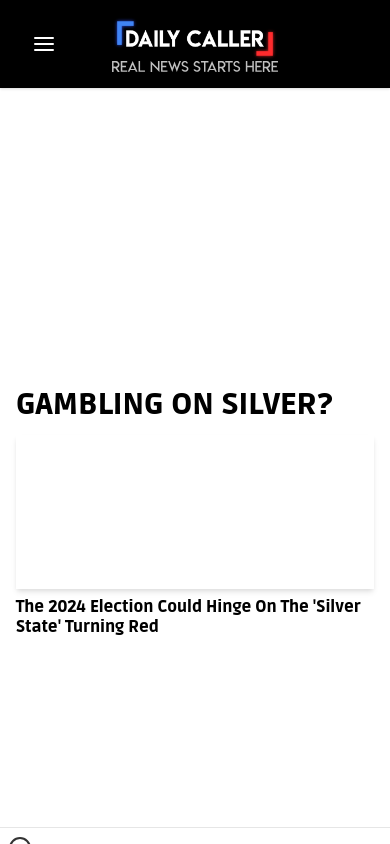 DAILY CALLER
REAL NEWS STARTS HERE
GAMBLING ON SILVER?
The 2024 Election Could Hinge On The 'Silver
State' Turning Red